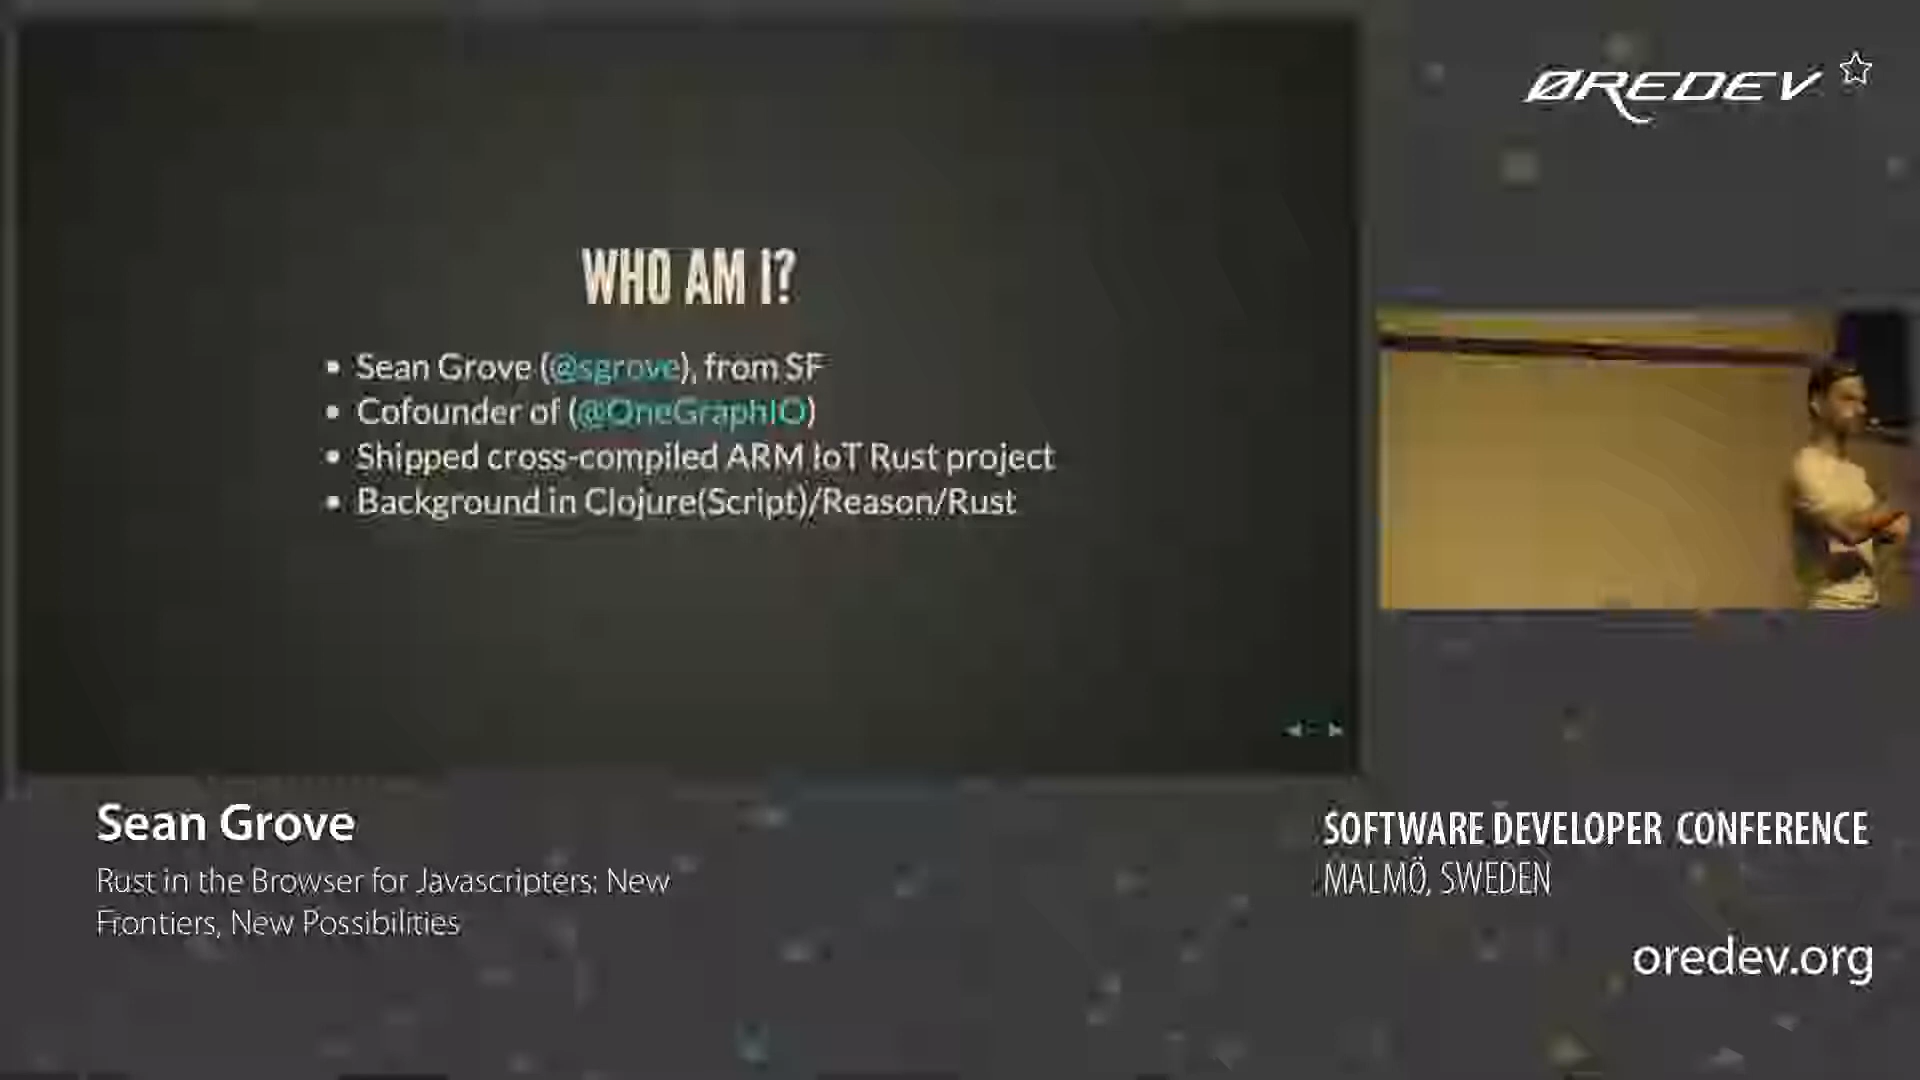 ØREDEV
WHO AM I?
Sean Grove (@sgrove), from SF
Cofounder of (@OneGraphIO)
Shipped cross-compiled ARM IoT Rust project
Background in Clojure(Script)/Reason/Rust
Sean Grove
Rust in the Browser for Javascripters: New
Frontiers, New Possibilities
SOFTWARE DEVELOPER CONFERENCE
MALMÖ, SWEDEN
oredev.org